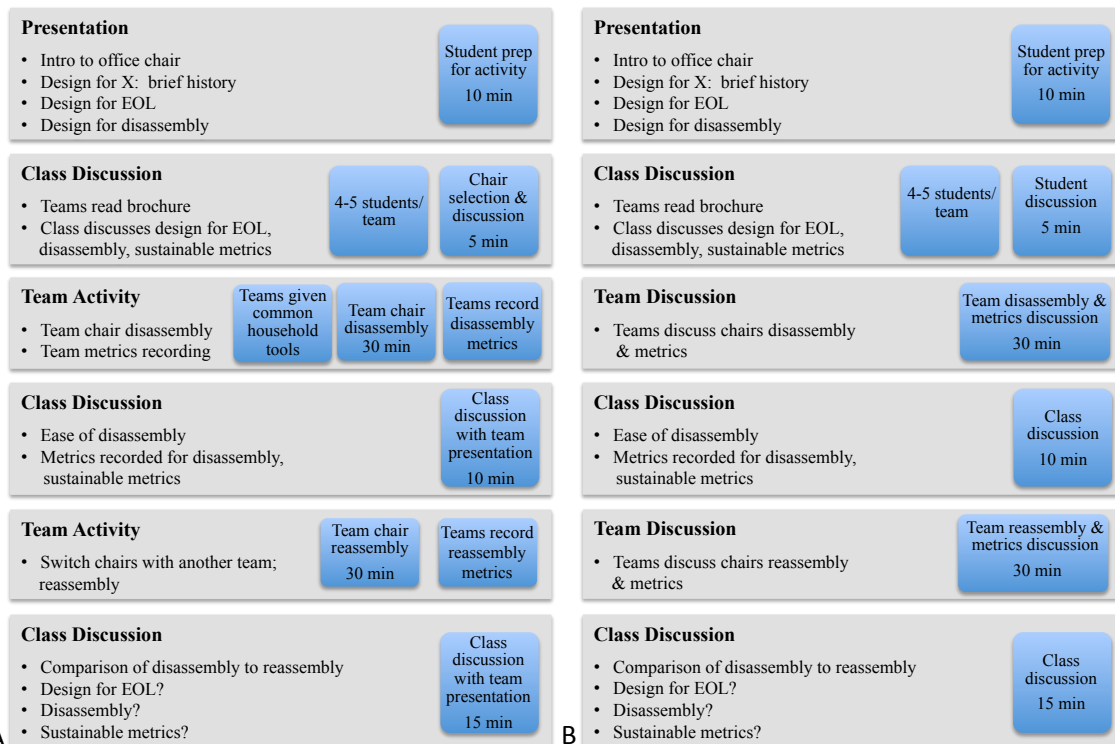 Presentation
• Intro to office chair
• Design for X: brief history
• Design for EOL
• Design for disassembly
Student prep
for activity
10 min
Class Discussion
• Teams read brochure
• Class discusses design for EOL,
disassembly, sustainable metrics
4-5 students/
team
Chair
selection &
discussion
5 min
Team Activity
• Team chair disassembly
• Team metrics recording
Teams given
common
household
tools
Team chair
disassembly
30 min
Teams record
disassembly
metrics
Class Discussion
• Ease of disassembly
• Metrics recorded for disassembly,
sustainable metrics
Class
discussion
with team
presentation
10 min
Team Activity
• Switch chairs with another team;
reassembly
Team chair
reassembly
30 min
Teams record
reassembly
metrics
Class Discussion
• Comparison of disassembly to reassembly
• Design for EOL?
• Disassembly?
• Sustainable metrics?
Class
discussion
with team
presentation
15 min
A
Presentation
• Intro to office chair
• Design for X: brief history
• Design for EOL
• Design for disassembly
Student prep
for activity
10 min
Class Discussion
• Teams read brochure
• Class discusses design for EOL,
disassembly, sustainable metrics
4-5 students/
team
Student
discussion
5 min
Team Discussion
• Teams discuss chairs disassembly
& metrics
Team disassembly &
metrics discussion
30 min
Class Discussion
• Ease of disassembly
• Metrics recorded for disassembly,
sustainable metrics
Class
discussion
10 min
Team Discussion
• Teams discuss chairs reassembly
& metrics
Team reassembly &
metrics discussion
30 min
Class Discussion
• Comparison of disassembly to reassembly
• Design for EOL?
• Disassembly?
• Sustainable metrics?
Class
discussion
15 min
B